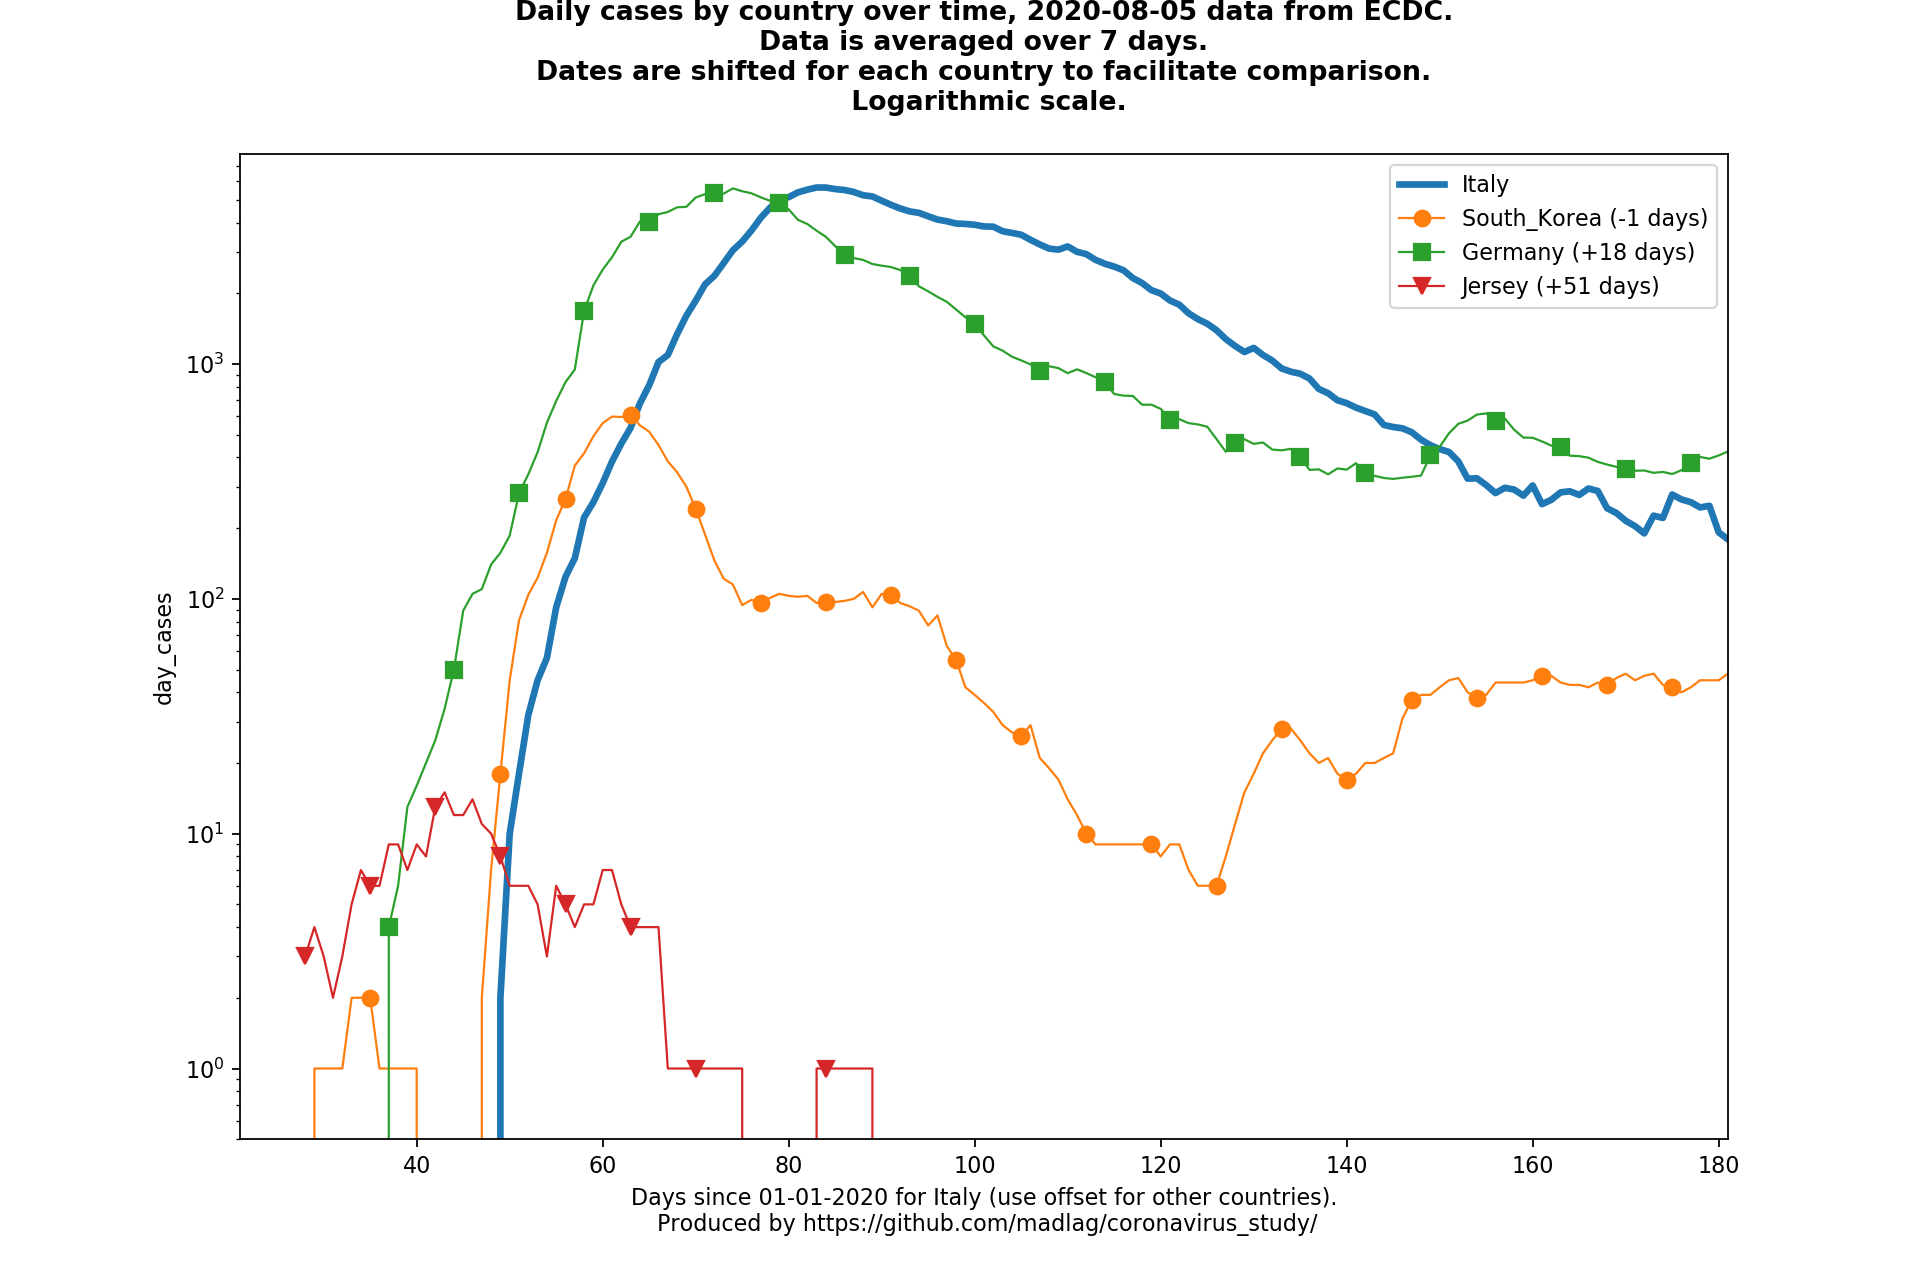 Daily cases by country over time, 2020-08-05 data from ECDC.
Data is averaged over 7 days.
Dates are shifted for each country to facilitate comparison.
Logarithmic scale.
Italy
South_Korea (-1 days)
Germany (+18 days)
Jersey (+51 days)
day_cases
10³
10²
10¹
10⁰
40 60 80 100 120 140 160 180
Days since 01-01-2020 for Italy (use offset for other countries).
Produced by https://github.com/madlag/coronavirus_study/